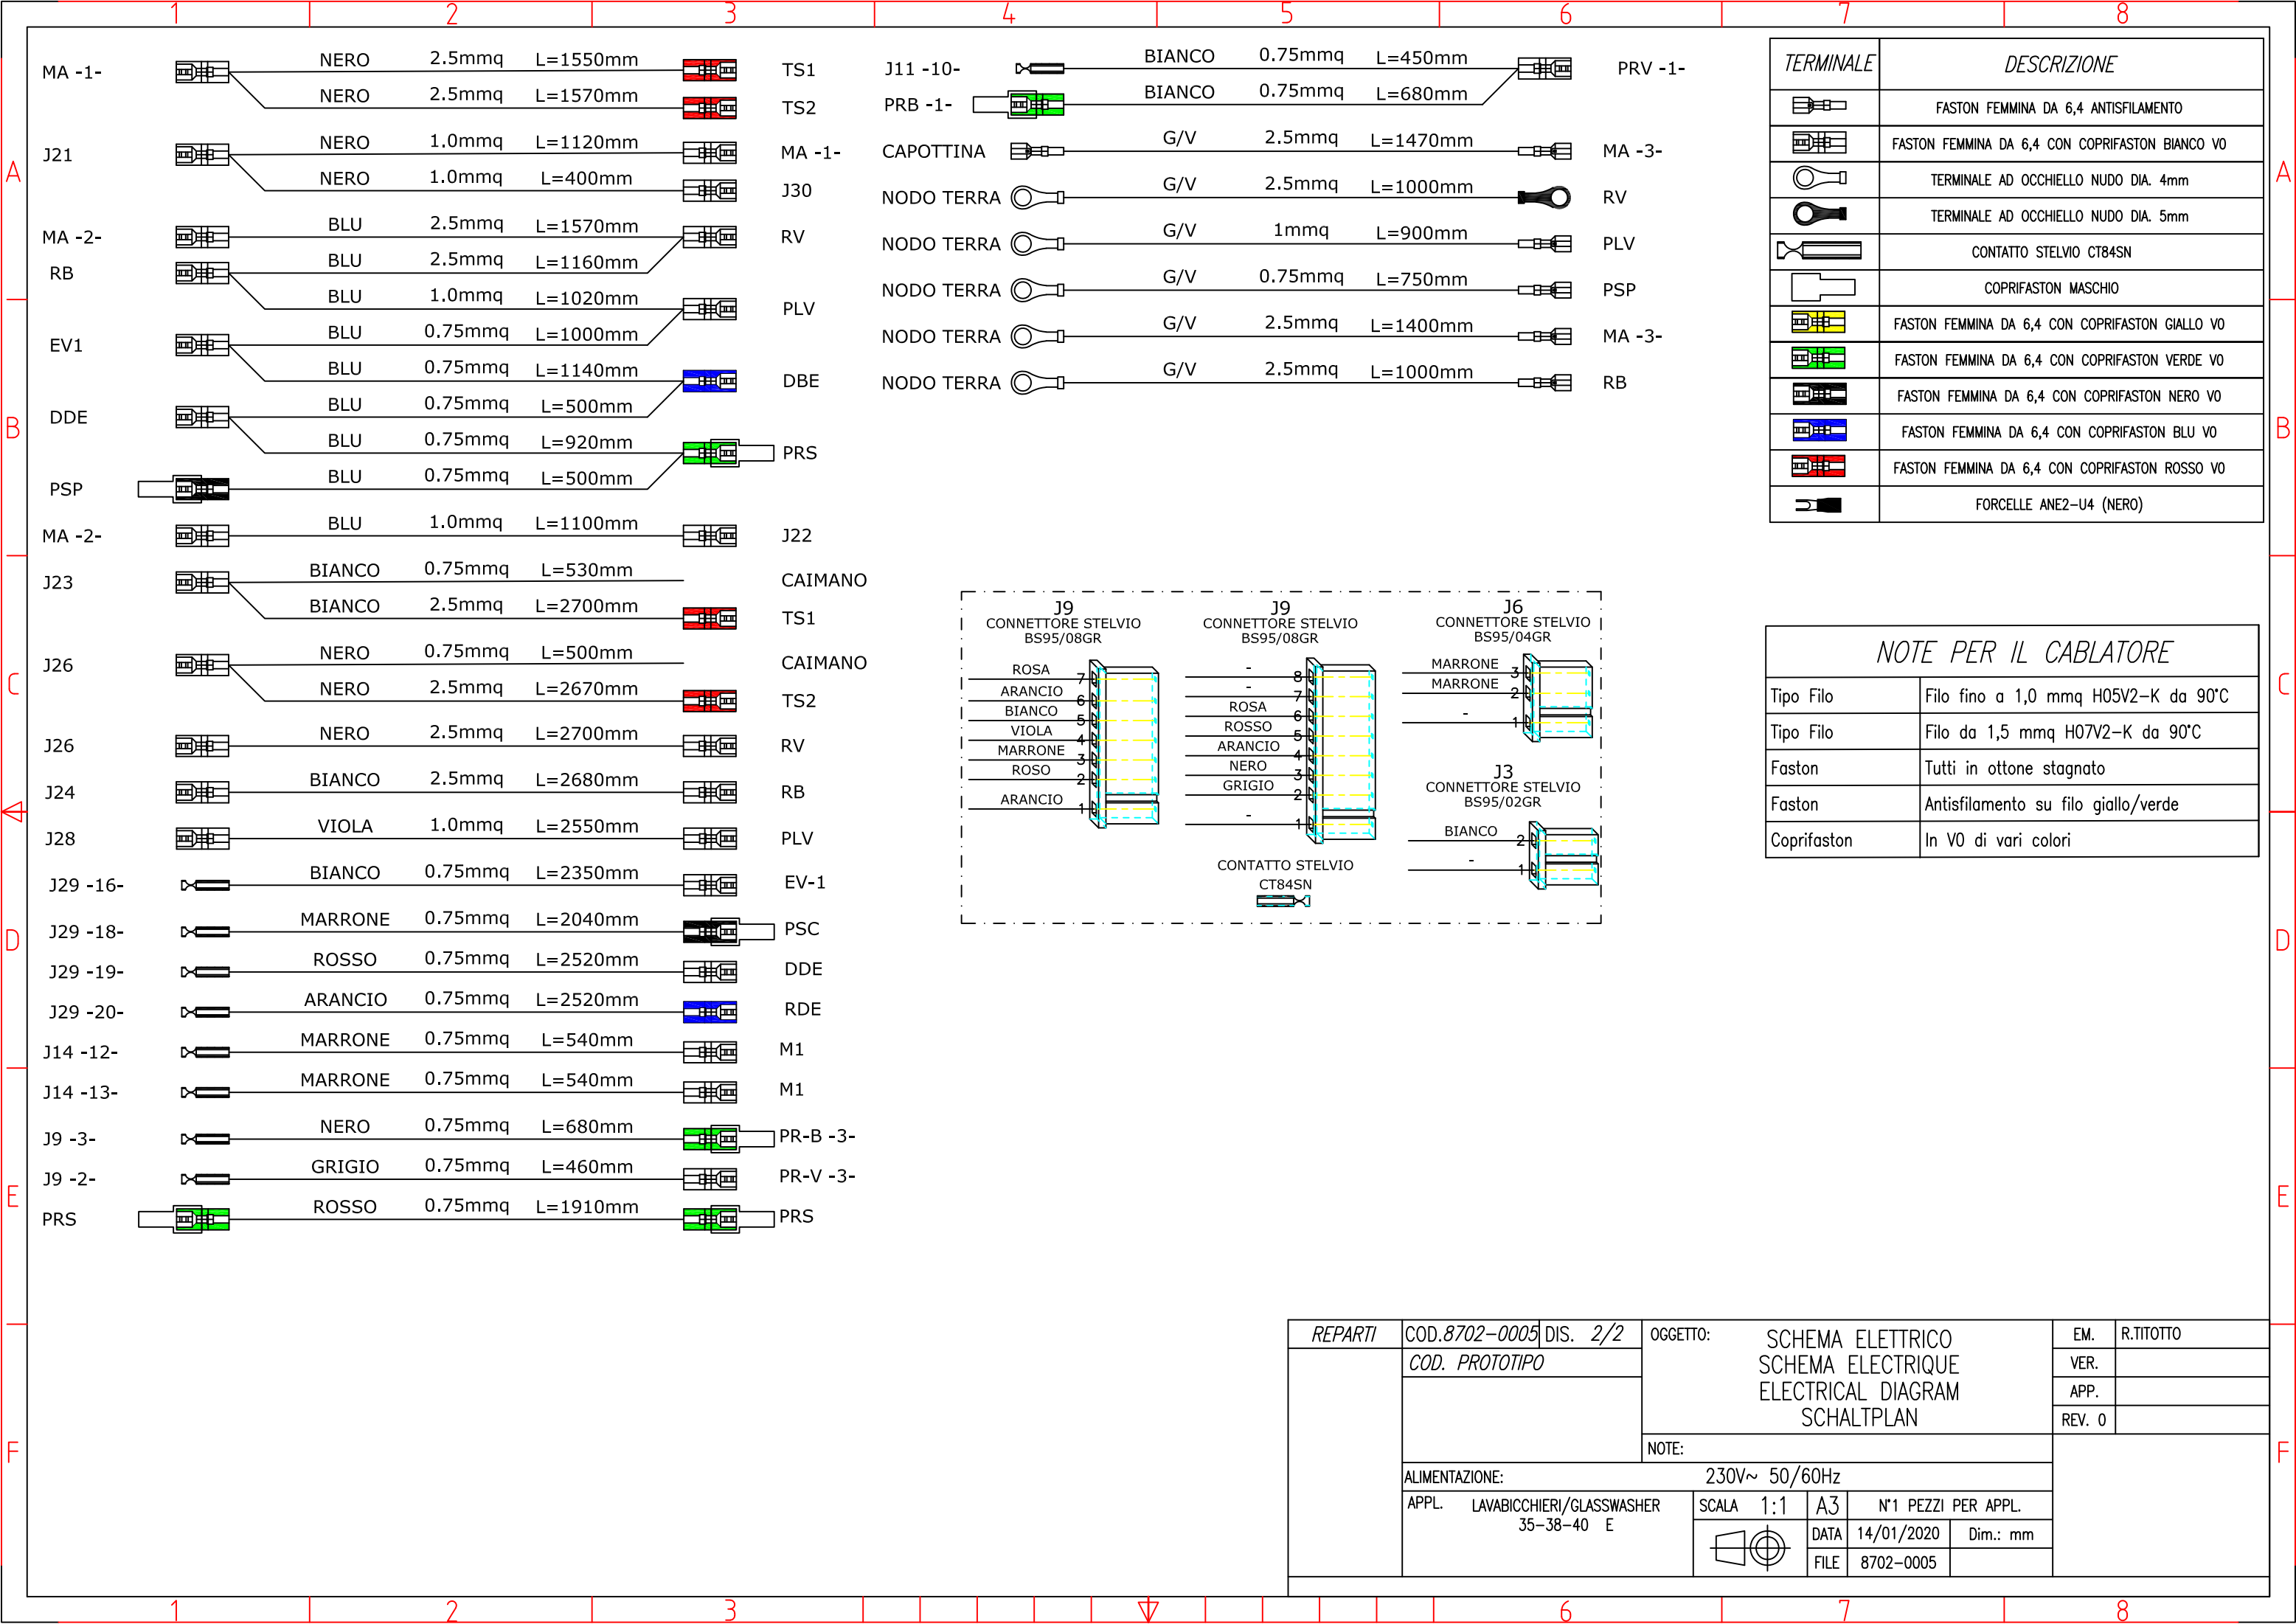 1 2 3 4 5 6 7 8
A
B
C
D
E
F
MA -1- NERO 2.5mmq L=1550mm TS1
NERO 2.5mmq L=1570mm TS2
J21 NERO 1.0mmq L=1120mm MA -1-
NERO 1.0mmq L=400mm J30
MA -2- BLU 2.5mmq L=1570mm RV
RB BLU 2.5mmq L=1160mm
BLU 1.0mmq L=1020mm PLV
EV1 BLU 0.75mmq L=1000mm
BLU 0.75mmq L=1140mm DBE
DDE BLU 0.75mmq L=500mm
BLU 0.75mmq L=920mm PRS
PSP BLU 0.75mmq L=500mm
MA -2- BLU 1.0mmq L=1100mm J22
J23 BIANCO 0.75mmq L=530mm CAIMANO
BIANCO 2.5mmq L=2700mm TS1
J26 NERO 0.75mmq L=500mm CAIMANO
NERO 2.5mmq L=2670mm TS2
J26 NERO 2.5mmq L=2700mm RV
J24 BIANCO 2.5mmq L=2680mm RB
J28 VIOLA 1.0mmq L=2550mm PLV
J29 -16- BIANCO 0.75mmq L=2350mm EV-1
J29 -18- MARRONE 0.75mmq L=2040mm PSC
J29 -19- ROSSO 0.75mmq L=2520mm DDE
J29 -20- ARANCIO 0.75mmq L=2520mm RDE
J14 -12- MARRONE 0.75mmq L=540mm M1
J14 -13- MARRONE 0.75mmq L=540mm M1
J9 -3- NERO 0.75mmq L=680mm PR-B -3-
J9 -2- GRIGIO 0.75mmq L=460mm PR-V -3-
PRS ROSSO 0.75mmq L=1910mm PRS
J11 -10- BIANCO 0.75mmq L=450mm PRV -1-
PRB -1- BIANCO 0.75mmq L=680mm
CAPOTTINA G/V 2.5mmq L=1470mm MA -3-
NODO TERRA G/V 2.5mmq L=1000mm RV
NODO TERRA G/V 1mmq L=900mm PLV
NODO TERRA G/V 0.75mmq L=750mm PSP
NODO TERRA G/V 2.5mmq L=1400mm MA -3-
NODO TERRA G/V 2.5mmq L=1000mm RB
TERMINALE DESCRIZIONE
FASTON FEMMINA DA 6,4 ANTISFILAMENTO
FASTON FEMMINA DA 6,4 CON COPRIFASTON BIANCO V0
TERMINALE AD OCCHIELLO NUDO DIA. 4mm
TERMINALE AD OCCHIELLO NUDO DIA. 5mm
CONTATTO STELVIO CT84SN
COPRIFASTON MASCHIO
FASTON FEMMINA DA 6,4 CON COPRIFASTON GIALLO V0
FASTON FEMMINA DA 6,4 CON COPRIFASTON VERDE V0
FASTON FEMMINA DA 6,4 CON COPRIFASTON NERO V0
FASTON FEMMINA DA 6,4 CON COPRIFASTON BLU V0
FASTON FEMMINA DA 6,4 CON COPRIFASTON ROSSO V0
FORCELLE ANE2-U4 (NERO)
J9
CONNETTORE STELVIO
BS95/08GR
ROSA 7
ARANCIO 6
BIANCO 5
VIOLA 4
MARRONE 3
ROSO 2
ARANCIO 1
J9
CONNETTORE STELVIO
BS95/08GR
- 8
- 7
ROSA 6
ROSSO 5
ARANCIO 4
NERO 3
GRIGIO 2
- 1
CONTATTO STELVIO
CT84SN
J6
CONNETTORE STELVIO
BS95/04GR
MARRONE 3
MARRONE 2
- 1
J3
CONNETTORE STELVIO
BS95/02GR
BIANCO 2
- 1
NOTE PER IL CABLATORE
Tipo Filo Filo fino a 1,0 mmq H05V2-K da 90°C
Tipo Filo Filo da 1,5 mmq H07V2-K da 90°C
Faston Tutti in ottone stagnato
Faston Antisfilamento su filo giallo/verde
Coprifaston In V0 di vari colori
REPARTI COD.8702-0005 DIS. 2/2
COD. PROTOTIPO
OGGETTO: SCHEMA ELETTRICO
SCHEMA ELECTRIQUE
ELECTRICAL DIAGRAM
SCHALTPLAN
EM. R.TITOTTO
VER.
APP.
REV. 0
NOTE:
ALIMENTAZIONE: 230V~ 50/60Hz
APPL. LAVABICCHIERI/GLASSWASHER
35-38-40 E
SCALA 1:1 A3 N°1 PEZZI PER APPL.
DATA 14/01/2020 Dim.: mm
FILE 8702-0005
A
B
C
D
E
F
1 2 3 6 7 8